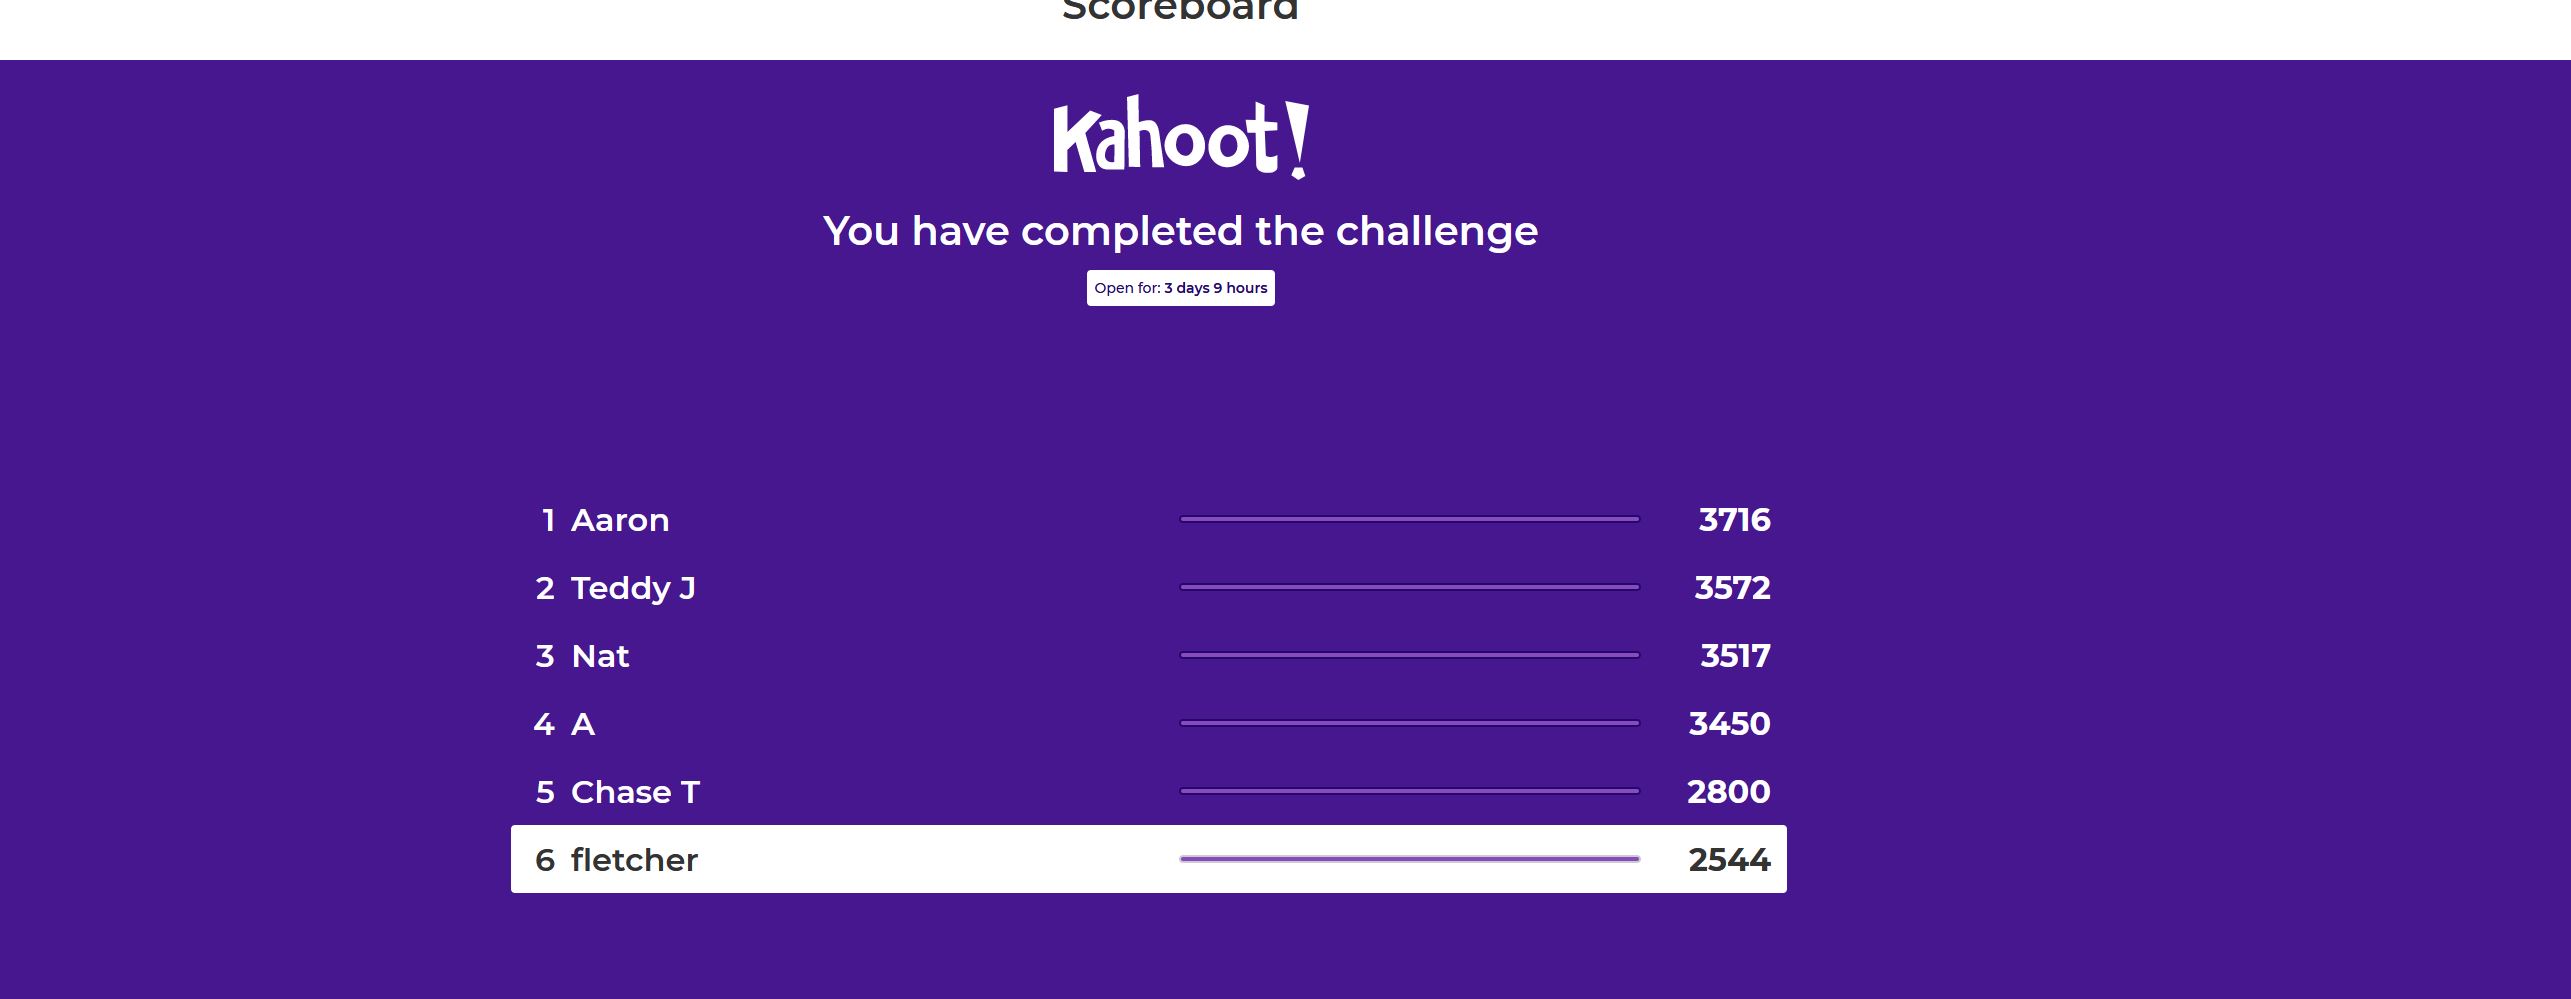 Scoreboard
Kahoot!
You have completed the challenge
Open for: 3 days 9 hours
1 Aaron 3716
2 Teddy J 3572
3 Nat 3517
4 A 3450
5 Chase T 2800
6 fletcher 2544